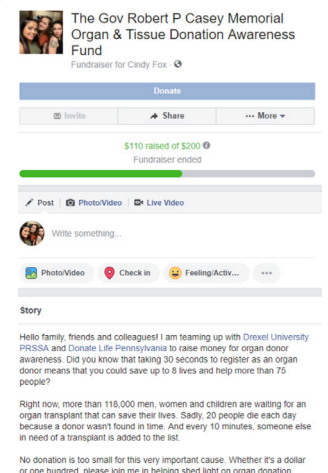 The Gov Robert P Casey Memorial
Organ & Tissue Donation Awareness
Fund
Fundraiser for Cindy Fox ·
Donate
Invite
Share
••• More
$110 raised of $200
Fundraiser ended
Post
Photo/Video
Live Video
Write something...
Photo/Video
Check in
Feeling/Activ...
•••
Story
Hello family, friends and colleagues! I am teaming up with Drexel University
PRSSA and Donate Life Pennsylvania to raise money for organ donor
awareness. Did you know that taking 30 seconds to register as an organ
donor means that you could save up to 8 lives and help more than 75
people?
Right now, more than 118,000 men, women and children are waiting for an
organ transplant that can save their lives. Sadly, 20 people die each day
because a donor wasn't found in time. And every 10 minutes, someone else
in need of a transplant is added to the list.
No donation is too small for this very important cause. Whether it's a dollar
or one hundred, please join me in helping shed light on organ donation